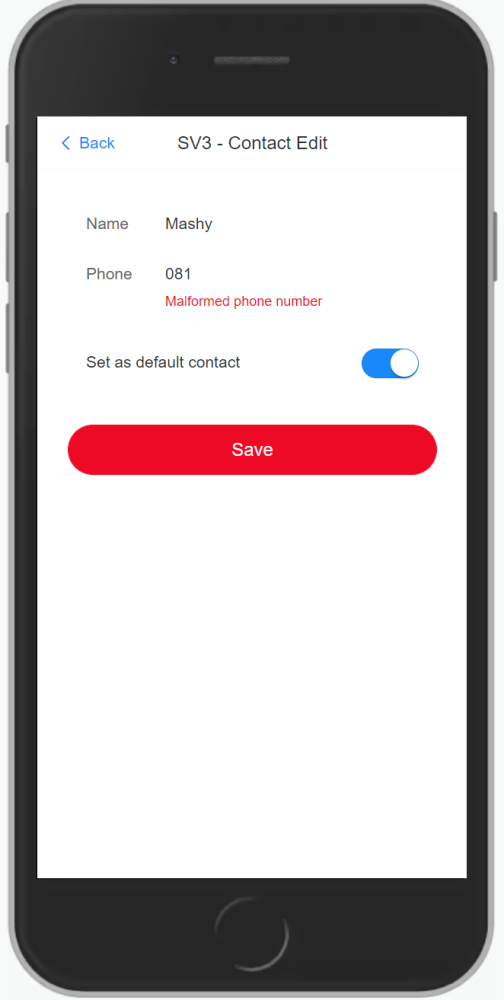 Back
SV3 - Contact Edit
Name Mashy
Phone 081
Malformed phone number
Set as default contact
Save